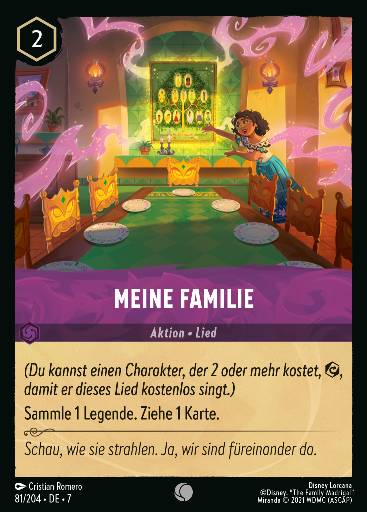 2
MEINE FAMILIE
Aktion • Lied
(Du kannst einen Charakter, der 2 oder mehr kostet, ,
damit er dieses Lied kostenlos singt.)
Sammle 1 Legende. Ziehe 1 Karte.
Schau, wie sie strahlen. Ja, wir sind füreinander da.
Cristian Romero
81/204 • DE • 7
Disney Lorcana
©Disney. "The Family Madrigal"
Miranda © 2021 WDMC (ASCAP)